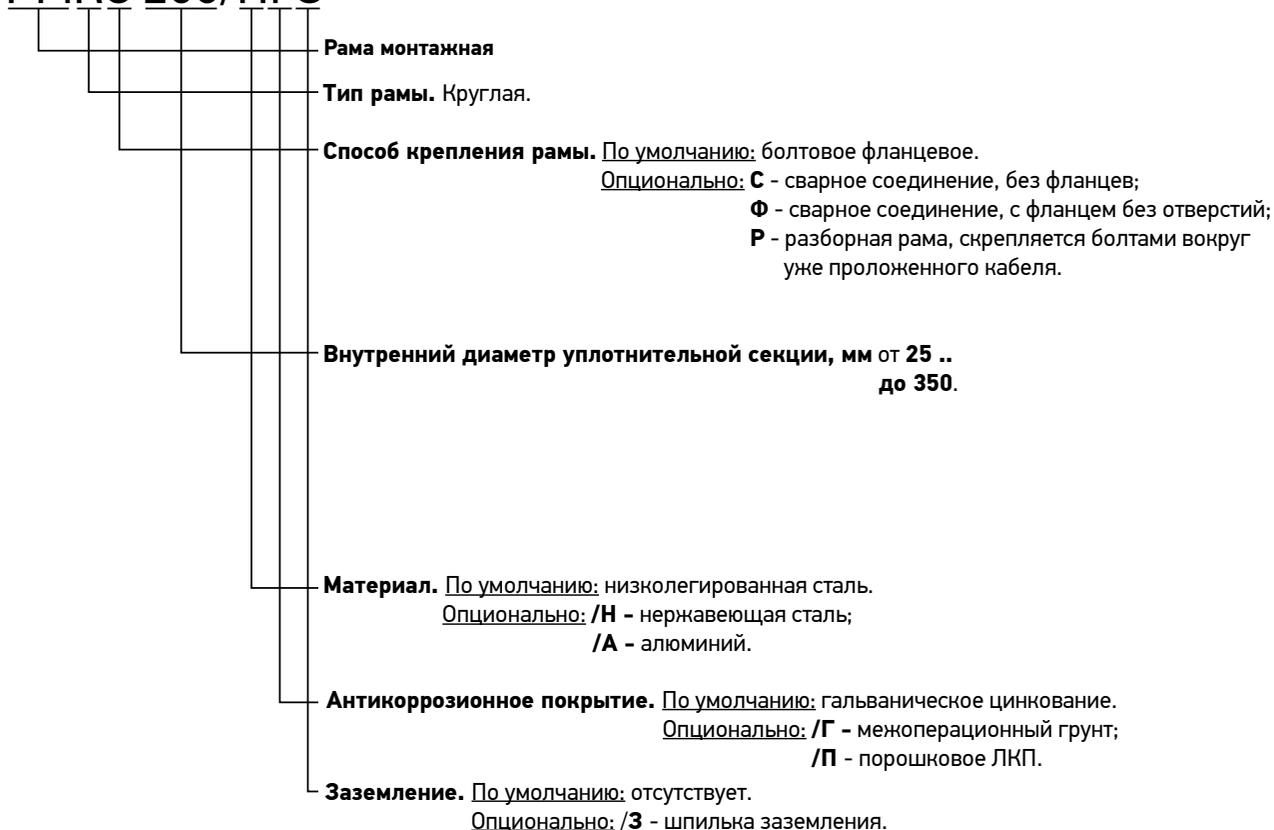 Рама монтажная
Тип рамы. Круглая.
Способ крепления рамы. По умолчанию: болтовое фланцевое.
Опционально: С - сварное соединение, без фланцев;
Ф - сварное соединение, с фланцем без отверстий;
Р - разборная рама, скрепляется болтами вокруг
уже проложенного кабеля.
Внутренний диаметр уплотнительной секции, мм от 25 ..
до 350.
Материал. По умолчанию: низколегированная сталь.
Опционально: /Н - нержавеющая сталь;
/А - алюминий.
Антикоррозионное покрытие. По умолчанию: гальваническое цинкование.
Опционально: /Г - межоперационный грунт;
/П - порошковое ЛКП.
Заземление. По умолчанию: отсутствует.
Опционально: /З - шпилька заземления.